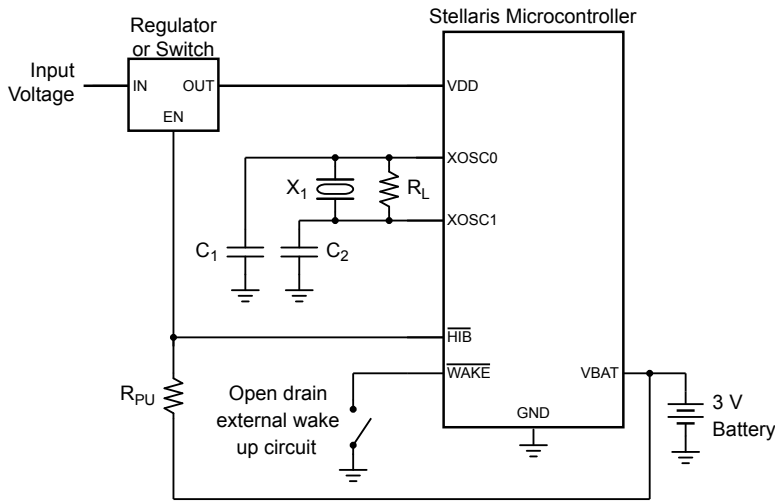 Stellaris Microcontroller
Regulator
or Switch
Input
Voltage
IN
OUT
EN
VDD
XOSC0
X1
RL
XOSC1
C1
C2
HIB
WAKE
VBAT
RPU
Open drain
external wake
up circuit
GND
3 V
Battery